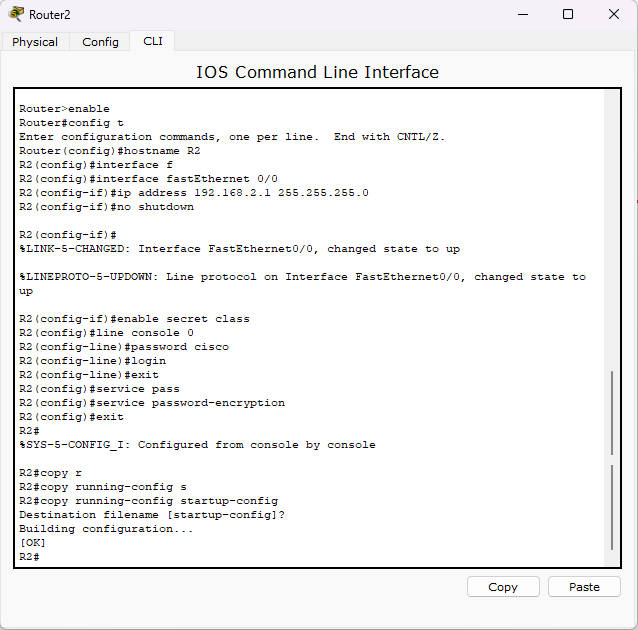 Router2
Physical Config CLI
IOS Command Line Interface
Router>enable
Router#config t
Enter configuration commands, one per line.  End with CNTL/Z.
Router(config)#hostname R2
R2(config)#interface f
R2(config)#interface fastEthernet 0/0
R2(config-if)#ip address 192.168.2.1 255.255.255.0
R2(config-if)#no shutdown
R2(config-if)#
%LINK-5-CHANGED: Interface FastEthernet0/0, changed state to up
%LINEPROTO-5-UPDOWN: Line protocol on Interface FastEthernet0/0, changed state to
up
R2(config-if)#enable secret class
R2(config)#line console 0
R2(config-line)#password cisco
R2(config-line)#login
R2(config-line)#exit
R2(config)#service pass
R2(config)#service password-encryption
R2(config)#exit
R2#
%SYS-5-CONFIG_I: Configured from console by console
R2#copy r
R2#copy running-config s
R2#copy running-config startup-config
Destination filename [startup-config]?
Building configuration...
[OK]
R2#
Copy Paste